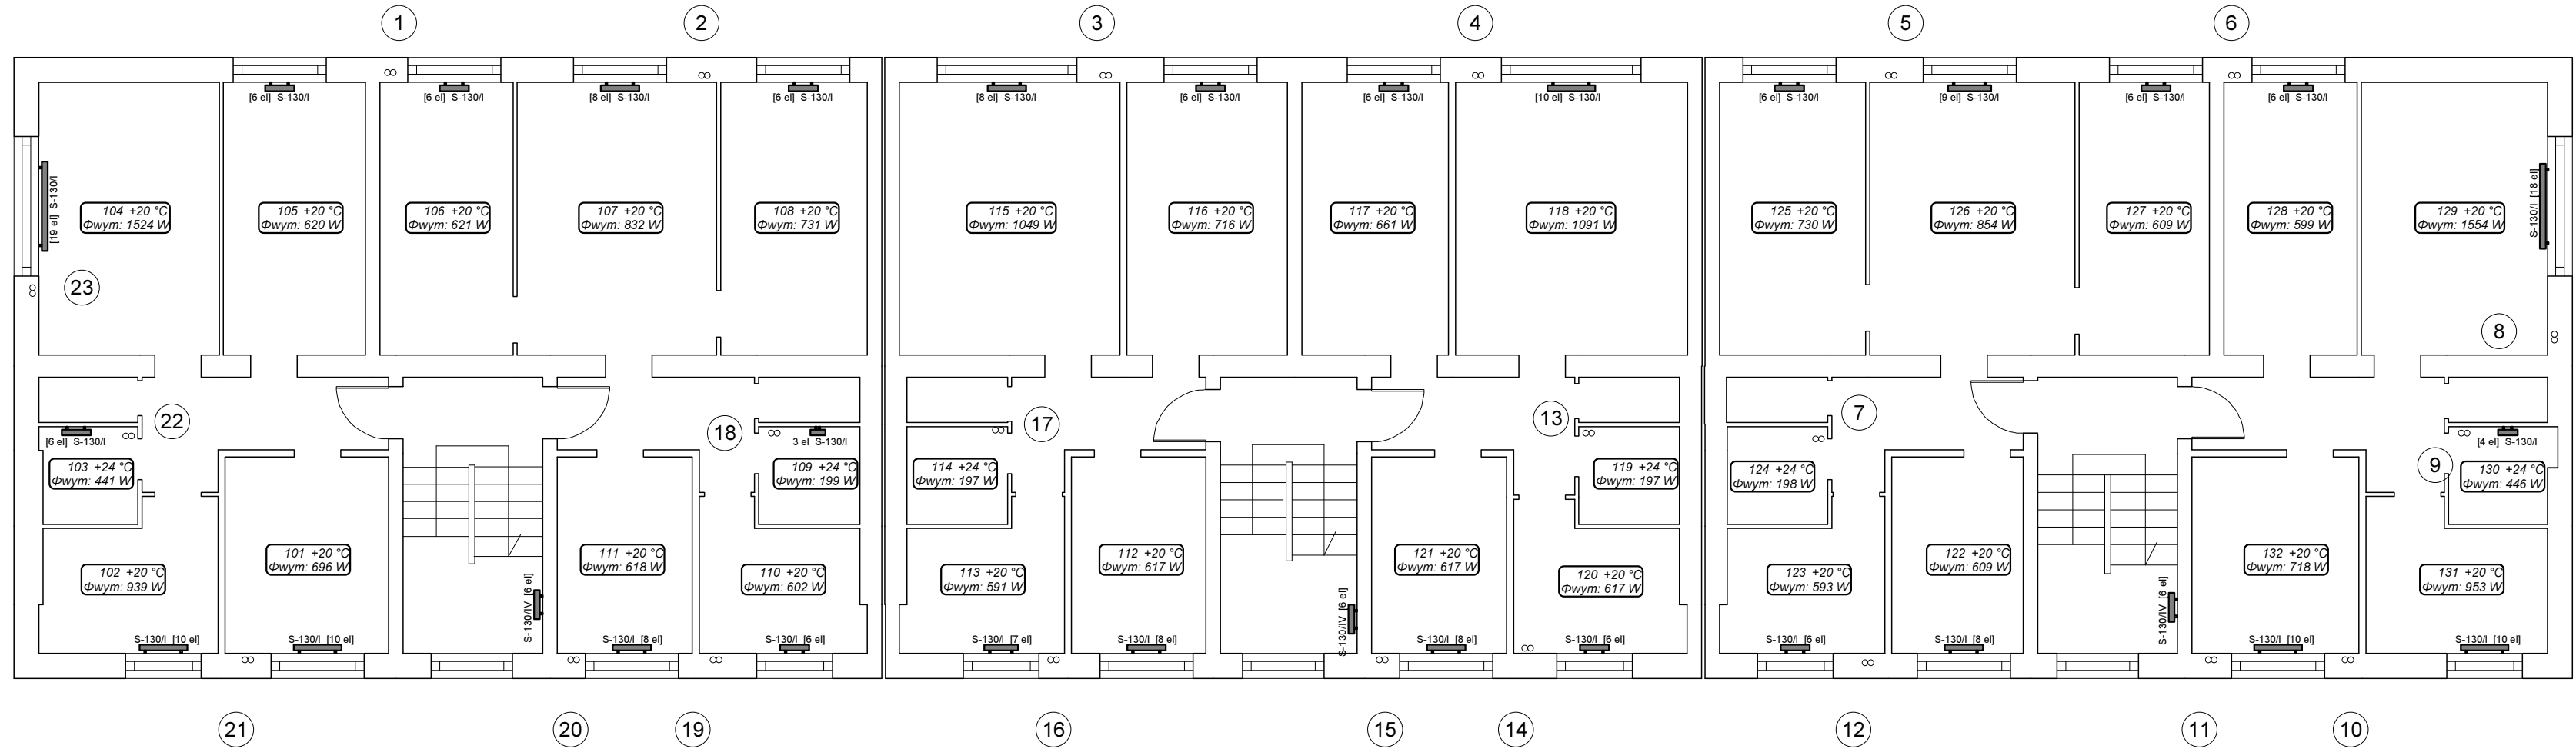 1 2 3 4 5 6
[6 el] S-130/I
[6 el] S-130/I
[8 el] S-130/I
[6 el] S-130/I
[8 el] S-130/I
[6 el] S-130/I
[6 el] S-130/I
[10 el] S-130/I
[6 el] S-130/I
[9 el] S-130/I
[6 el] S-130/I
[6 el] S-130/I
[19 el] S-130/I
104 +20 °C
Φwym: 1524 W
105 +20 °C
Φwym: 620 W
106 +20 °C
Φwym: 621 W
107 +20 °C
Φwym: 832 W
108 +20 °C
Φwym: 731 W
115 +20 °C
Φwym: 1049 W
116 +20 °C
Φwym: 716 W
117 +20 °C
Φwym: 661 W
118 +20 °C
Φwym: 1091 W
125 +20 °C
Φwym: 730 W
126 +20 °C
Φwym: 854 W
127 +20 °C
Φwym: 609 W
128 +20 °C
Φwym: 599 W
129 +20 °C
Φwym: 1554 W
S-130/I [18 el]
23
8
22
18
17
13
7
9
[6 el] S-130/I
3 el S-130/I
[4 el] S-130/I
103 +24 °C
Φwym: 441 W
109 +24 °C
Φwym: 199 W
114 +24 °C
Φwym: 197 W
119 +24 °C
Φwym: 197 W
124 +24 °C
Φwym: 198 W
130 +24 °C
Φwym: 446 W
102 +20 °C
Φwym: 939 W
101 +20 °C
Φwym: 696 W
111 +20 °C
Φwym: 618 W
110 +20 °C
Φwym: 602 W
113 +20 °C
Φwym: 591 W
112 +20 °C
Φwym: 617 W
121 +20 °C
Φwym: 617 W
120 +20 °C
Φwym: 617 W
123 +20 °C
Φwym: 593 W
122 +20 °C
Φwym: 609 W
132 +20 °C
Φwym: 718 W
131 +20 °C
Φwym: 953 W
S-130/IV [6 el]
S-130/IV [6 el]
S-130/IV [6 el]
S-130/I [10 el]
S-130/I [10 el]
S-130/I [8 el]
S-130/I [6 el]
S-130/I [7 el]
S-130/I [8 el]
S-130/I [8 el]
S-130/I [6 el]
S-130/I [6 el]
S-130/I [8 el]
S-130/I [10 el]
S-130/I [10 el]
21 20 19 16 15 14 12 11 10